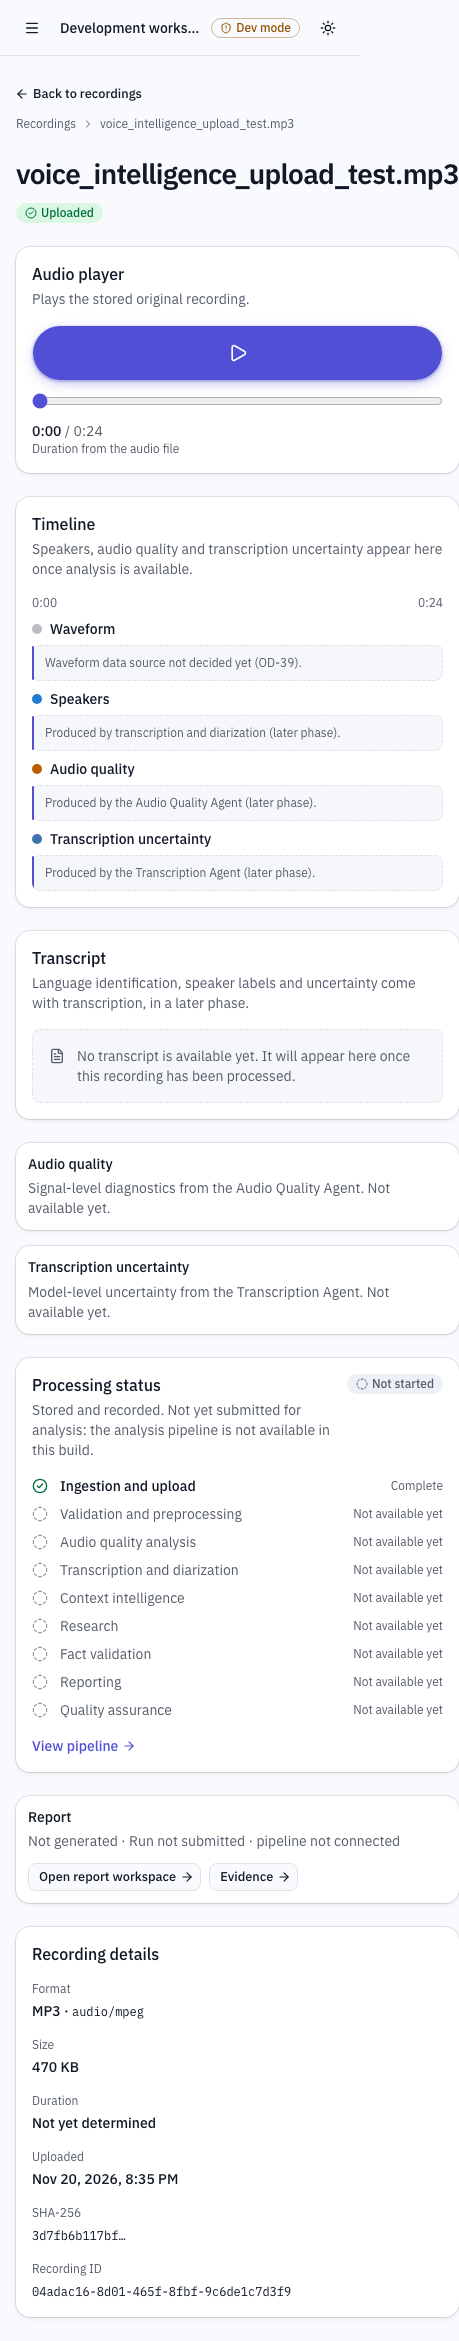 Development works...
Dev mode
Back to recordings
Recordings > voice_intelligence_upload_test.mp3
voice_intelligence_upload_test.mp3
Uploaded
Audio player
Plays the stored original recording.
0:00 / 0:24
Duration from the audio file
Timeline
Speakers, audio quality and transcription uncertainty appear here
once analysis is available.
0:00 0:24
Waveform
Waveform data source not decided yet (OD-39).
Speakers
Produced by transcription and diarization (later phase).
Audio quality
Produced by the Audio Quality Agent (later phase).
Transcription uncertainty
Produced by the Transcription Agent (later phase).
Transcript
Language identification, speaker labels and uncertainty come
with transcription, in a later phase.
No transcript is available yet. It will appear here once
this recording has been processed.
Audio quality
Signal-level diagnostics from the Audio Quality Agent. Not
available yet.
Transcription uncertainty
Model-level uncertainty from the Transcription Agent. Not
available yet.
Processing status
Not started
Stored and recorded. Not yet submitted for
analysis: the analysis pipeline is not available in
this build.
Ingestion and upload Complete
Validation and preprocessing Not available yet
Audio quality analysis Not available yet
Transcription and diarization Not available yet
Context intelligence Not available yet
Research Not available yet
Fact validation Not available yet
Reporting Not available yet
Quality assurance Not available yet
View pipeline →
Report
Not generated · Run not submitted · pipeline not connected
Open report workspace → Evidence →
Recording details
Format
MP3 · audio/mpeg
Size
470 KB
Duration
Not yet determined
Uploaded
Nov 20, 2026, 8:35 PM
SHA-256
3d7fb6b117bf…
Recording ID
04adac16-8d01-465f-8fbf-9c6de1c7d3f9